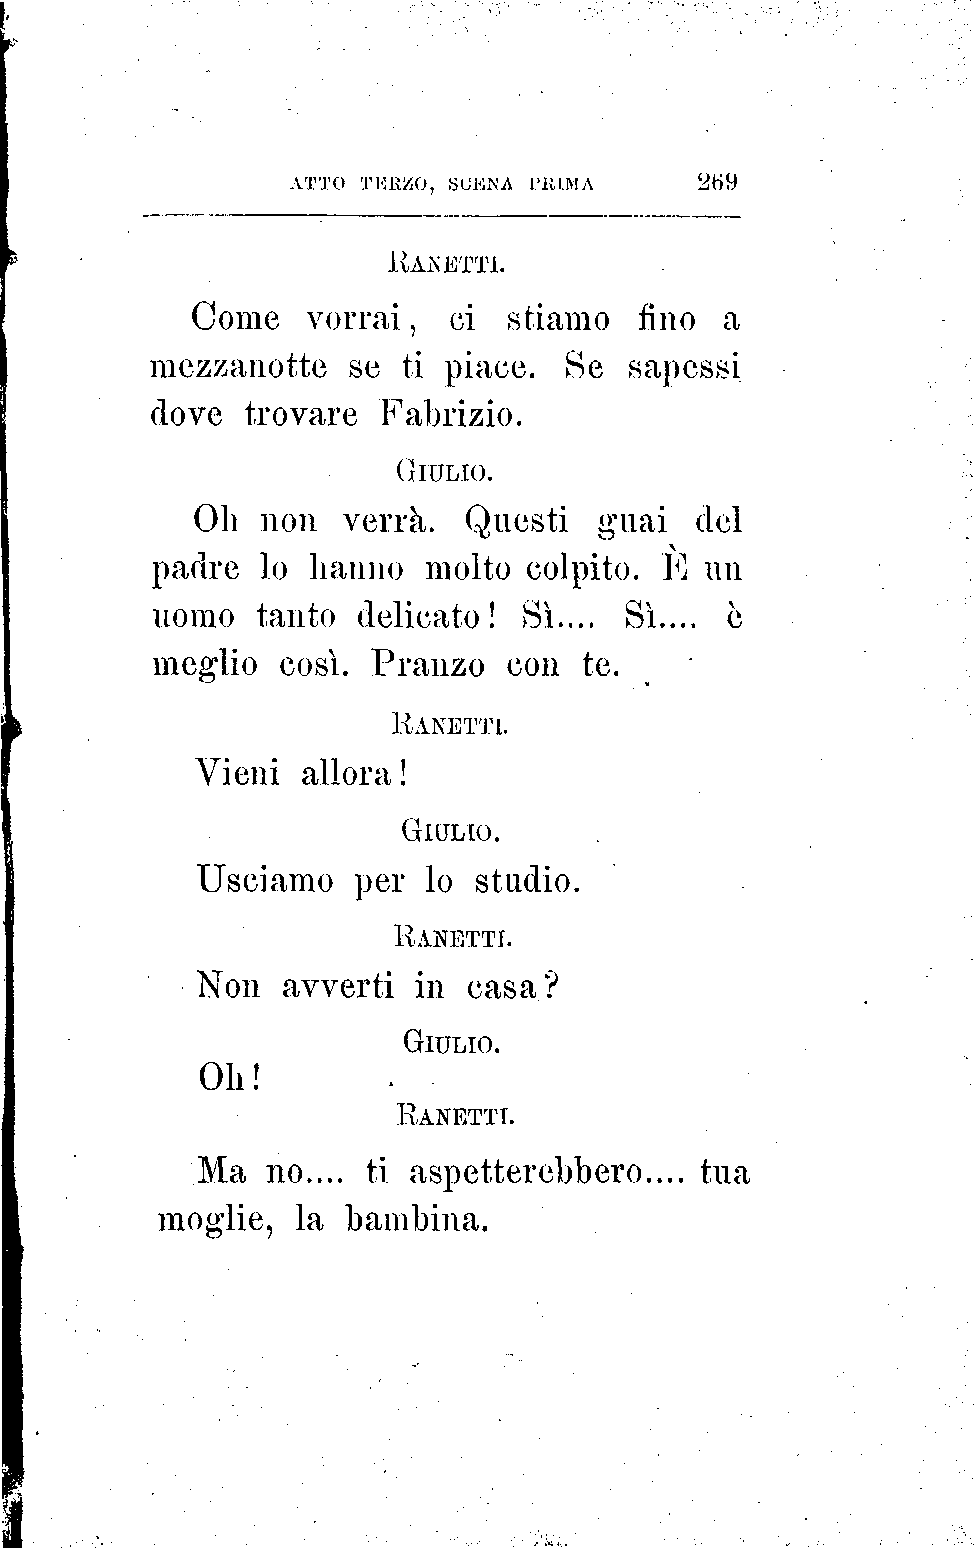 ATTO TERZO, SCENA PRIMA 269
RANETTI.
Come vorrai, ci stiamo fino a
mezzanotte se ti piace. Se sapessi
dove trovare Fabrizio.
GIULIO.
Oh non verrà. Questi guai del
padre lo hanno molto colpito. È un
uomo tanto delicato! Sì.... Sì.... è
meglio così. Pranzo con te.
RANETTI.
Vieni allora!
GIULIO.
Usciamo per lo studio.
RANETTI.
Non avverti in casa?
GIULIO.
Oh!
RANETTI.
Ma no.... ti aspetterebbero.... tua
moglie, la bambina.